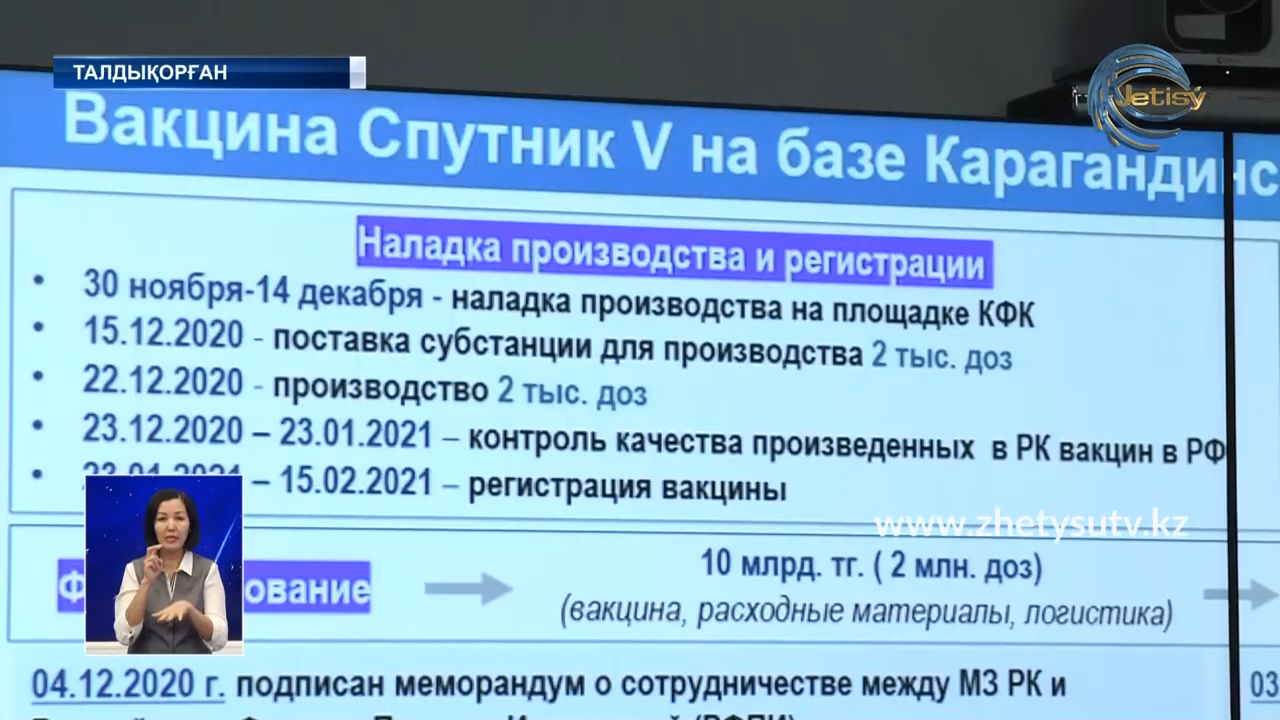 ТАЛДЫҚОРҒАН
Jetisý
Вакцина Спутник V на базе
Наладка производства и регистрации
• 30 ноября-14 декабря - наладка производства на площадке КФК
• 15.12.2020 - поставка субстанции для производства 2 тыс. доз
• 22.12.2020 - производство 2 тыс. доз
• 23.12.2020 – 23.01.2021 – контроль качества произведенных в РК вакцин в РФ
• 23.01.2021 – 15.02.2021 – регистрация вакцины
www.zhetysutv.kz
10 млрд. тг. ( 2 млн. доз)
(вакцина, расходные материалы, логистика)
04.12.2020 г. подписан меморандум о сотрудничестве между МЗ РК и
03